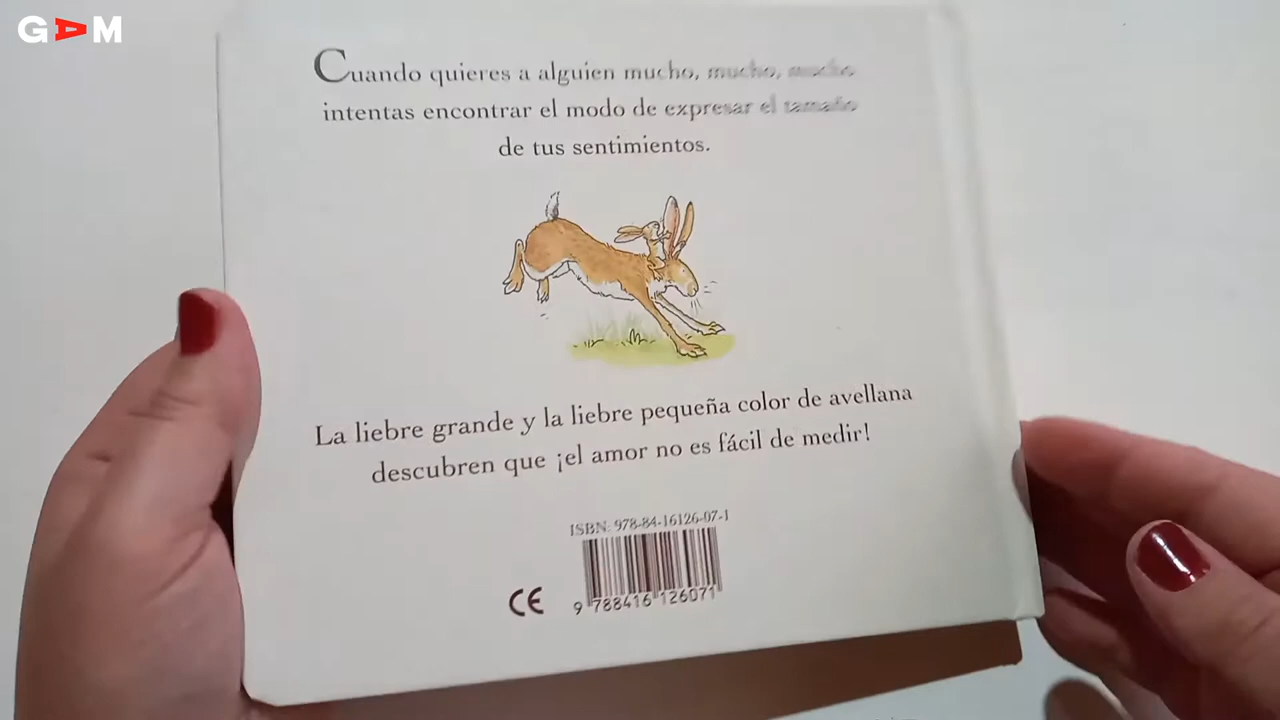 GAM
Cuando quieres a alguien mucho, mucho, mucho
intentas encontrar el modo de expresar el tamaño
de tus sentimientos.
La liebre grande y la liebre pequeña color de avellana
descubren que ¡el amor no es fácil de medir!
ISBN: 978-84-16126-07-1
CE
9 788416 126071